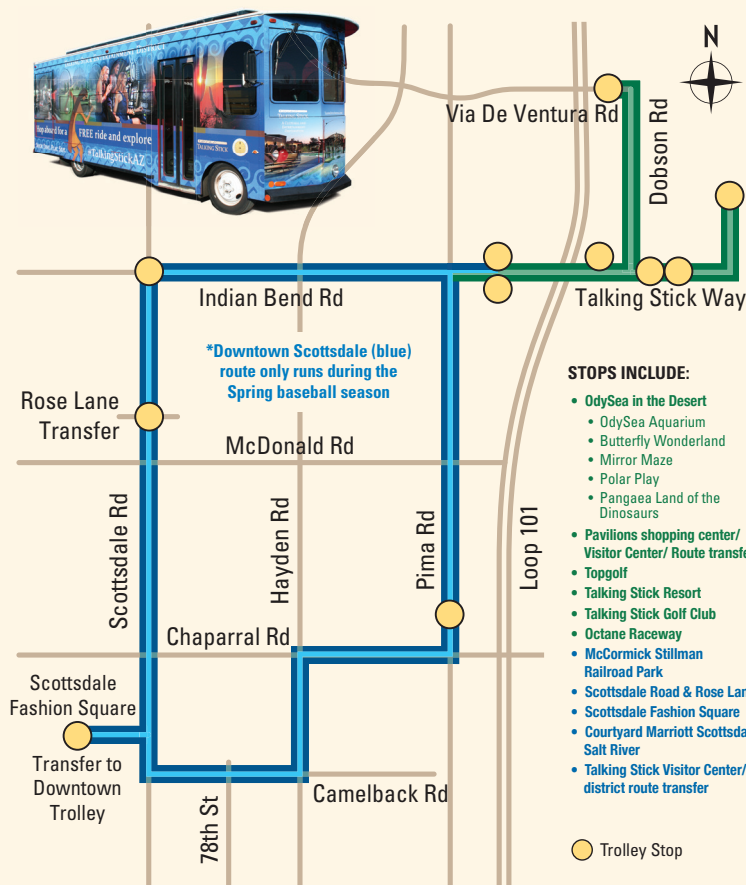 FREE ride and explore
#TalkingStickAZ
TALKING STICK
N
Via De Ventura Rd
Dobson Rd
Indian Bend Rd
Talking Stick Way
*Downtown Scottsdale (blue)
route only runs during the
Spring baseball season
Rose Lane
Transfer
McDonald Rd
Scottsdale Rd
Hayden Rd
Pima Rd
Loop 101
Chaparral Rd
Scottsdale
Fashion Square
Transfer to
Downtown
Trolley
78th St
Camelback Rd
STOPS INCLUDE:
• OdySea in the Desert
• OdySea Aquarium
• Butterfly Wonderland
• Mirror Maze
• Polar Play
• Pangaea Land of the
Dinosaurs
• Pavilions shopping center/
Visitor Center/ Route transfe
• Topgolf
• Talking Stick Resort
• Talking Stick Golf Club
• Octane Raceway
• McCormick Stillman
Railroad Park
• Scottsdale Road & Rose Lan
• Scottsdale Fashion Square
• Courtyard Marriott Scottsda
Salt River
• Talking Stick Visitor Center/
district route transfer
Trolley Stop